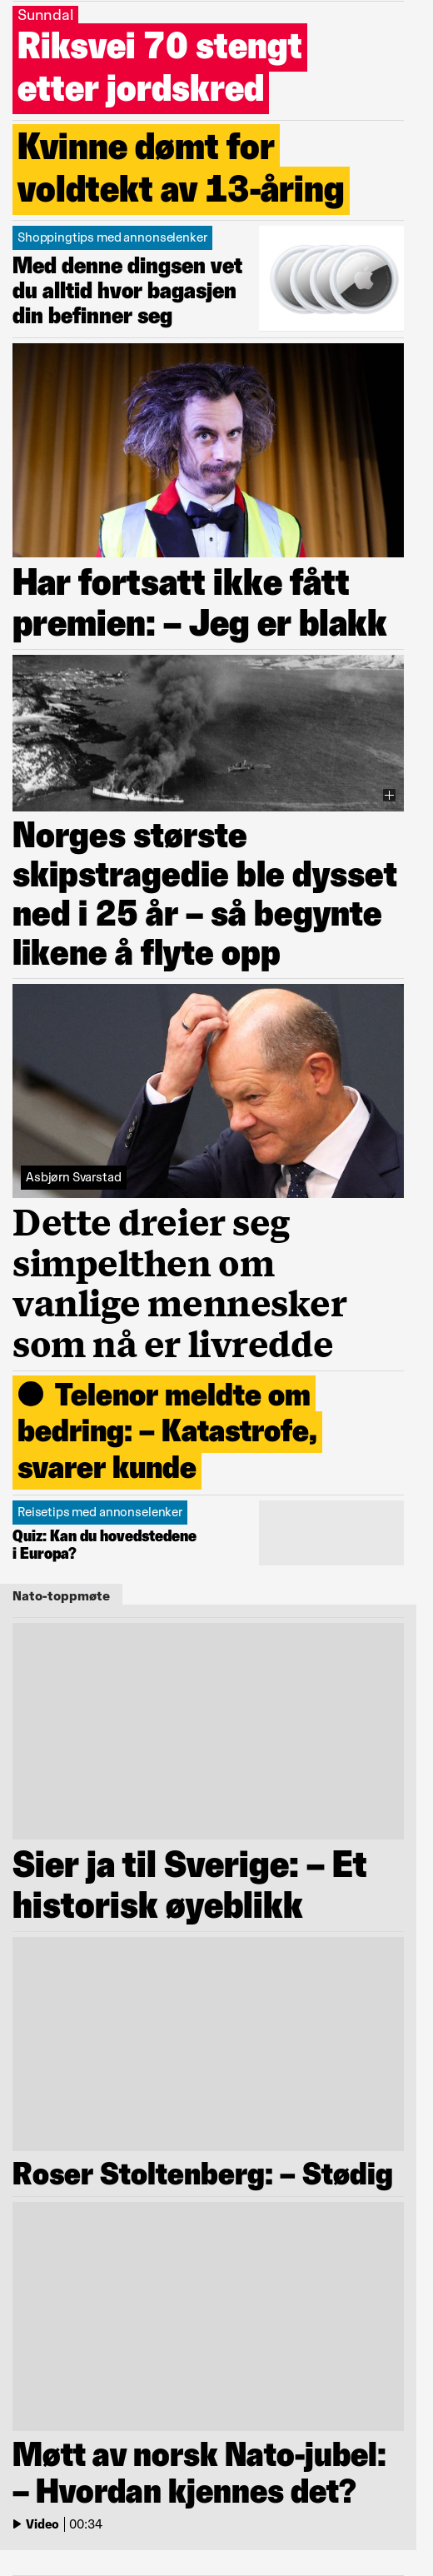 Sunndal
Riksvei 70 stengt
etter jordskred
Kvinne dømt for
voldtekt av 13-åring
Shoppingtips med annonselenker
Med denne dingsen vet
du alltid hvor bagasjen
din befinner seg
Har fortsatt ikke fått
premien: – Jeg er blakk
Norges største
skipstragedie ble dysset
ned i 25 år – så begynte
likene å flyte opp
Asbjørn Svarstad
Dette dreier seg
simpelthen om
vanlige mennesker
som nå er livredde
Telenor meldte om
bedring: – Katastrofe,
svarer kunde
Reisetips med annonselenker
Quiz: Kan du hovedstedene
i Europa?
Nato-toppmøte
Sier ja til Sverige: – Et
historisk øyeblikk
Roser Stoltenberg: – Stødig
Møtt av norsk Nato-jubel:
– Hvordan kjennes det?
Video 00:34